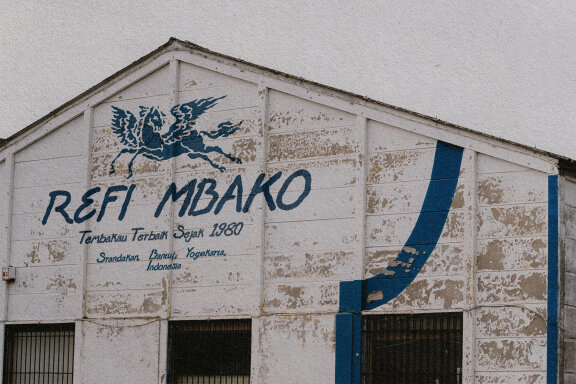 REFI MBAKO
Tembakau Terbaik Sejak 1980
Srandakan, Bantul, Yogyakarta,
Indonesia